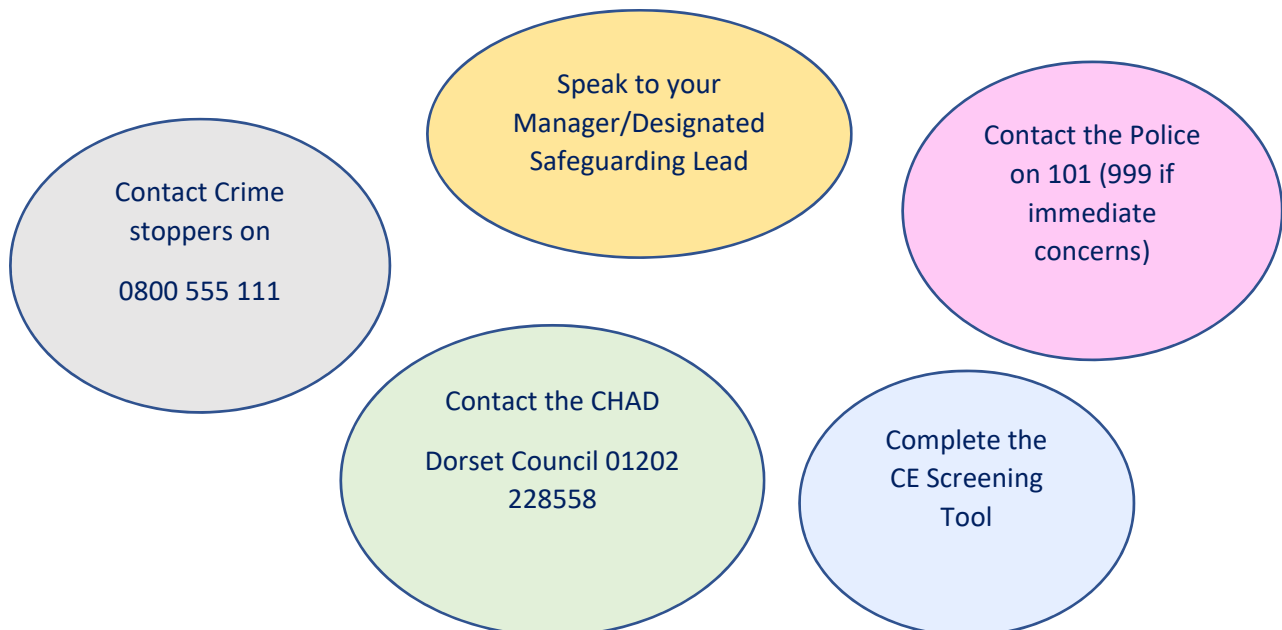 Speak to your
Manager/Designated
Safeguarding Lead
Contact the Police
on 101 (999 if
immediate
concerns)
Contact Crime
stoppers on
0800 555 111
Contact the CHAD
Dorset Council 01202
228558
Complete the
CE Screening
Tool